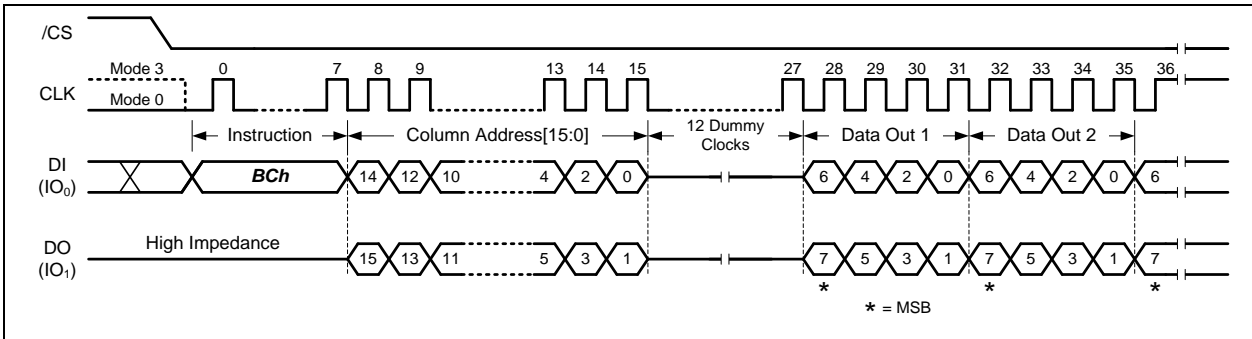 /CS
Mode 3 0 7 8 9 13 14 15 27 28 29 30 31 32 33 34 35 36
CLK
Mode 0
Instruction Column Address[15:0] 12 Dummy Clocks Data Out 1 Data Out 2
DI
(IO0)
BCh 14 12 10 4 2 0 6 4 2 0 6 4 2 0 6
High Impedance
DO
(IO1)
15 13 11 5 3 1 7 5 3 1 7 5 3 1 7
* * *
* = MSB